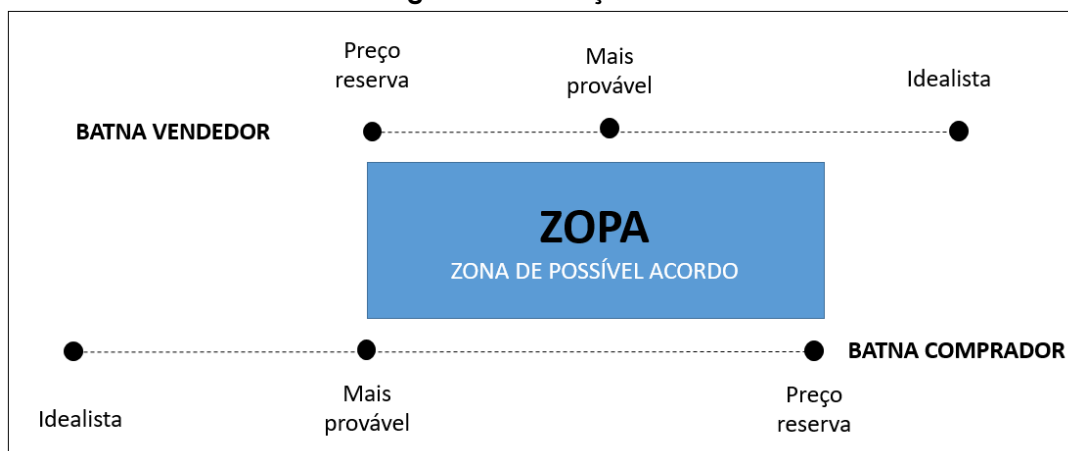 Preço
reserva
Mais
provável
Idealista
BATNA VENDEDOR
ZOPA
ZONA DE POSSÍVEL ACORDO
BATNA COMPRADOR
Idealista
Mais
provável
Preço
reserva